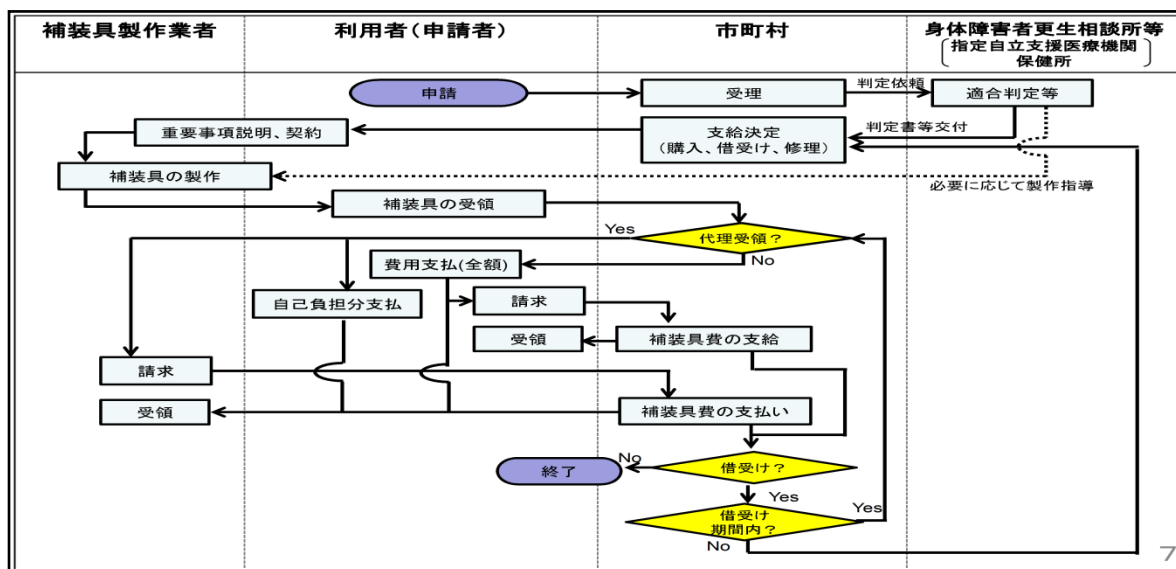 補装具製作業者
利用者(申請者)
市町村
身体障害者更生相談所等
指定自立支援医療機関
保健所
申請
受理
判定依頼
適合判定等
重要事項説明、契約
支給決定
(購入、借受け、修理)
判定書等交付
補装具の製作
必要に応じて製作指導
補装具の受領
Yes
代理受領?
No
費用支払(全額)
自己負担分支払
請求
受領
補装具費の支給
請求
受領
補装具費の支払い
終了
No
借受け?
Yes
借受け
期間内?
Yes
No
7